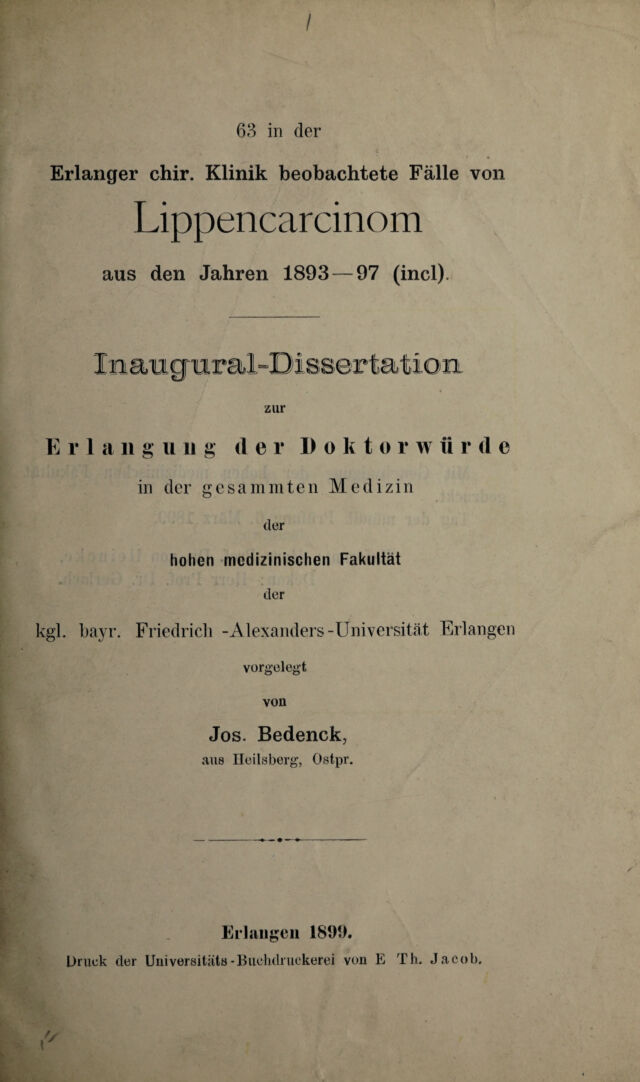 63 in der
Erlanger chir. Klinik beobachtete Fälle von
Lippencarcinom
aus den Jahren 1893—97 (incl).
Inaugural-Dissertation
zur
Erlangung der Doktorwürde
in der gesammten Medizin
der
hohen medizinischen Fakultät
der
kgl. bayr. Friedrich -Alexanders-Universität Erlangen
vorgelegt
von
Jos. Bedenck,
aus Heilsberg, Ostpr.
Erlangen 1899.
Druck der Universitäts-Buchdruckerei von E Th. Jacob.